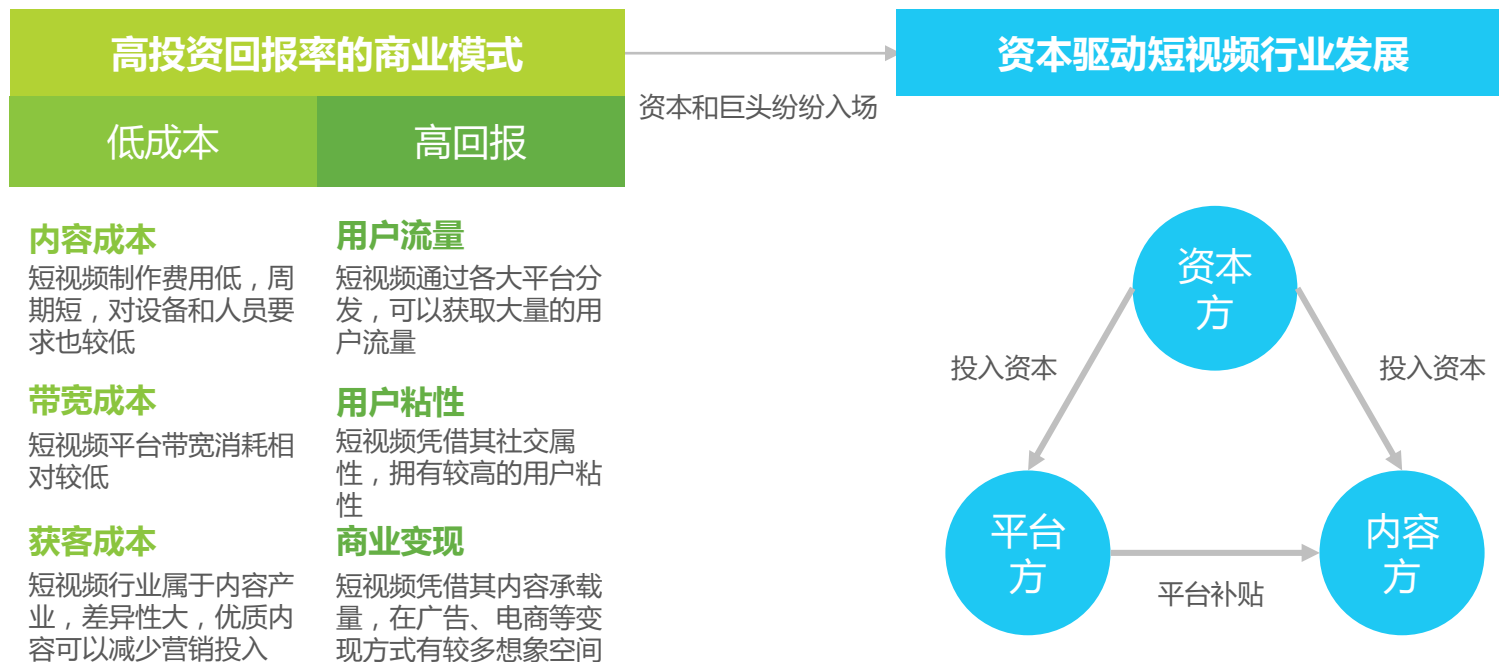 高投资回报率的商业模式
低成本
高回报
内容成本
短视频制作费用低，周
期短，对设备和人员要
求也较低
带宽成本
短视频平台带宽消耗相
对较低
获客成本
短视频行业属于内容产
业，差异性大，优质内
容可以减少营销投入
用户流量
短视频通过各大平台分
发，可以获取大量的用
户流量
用户粘性
短视频凭借其社交属
性，拥有较高的用户粘
性
商业变现
短视频凭借其内容承载
量，在广告、电商等变
现方式有较多想象空间
资本和巨头纷纷入场
资本驱动短视频行业发展
资本
方
投入资本
投入资本
平台
方
平台补贴
内容
方